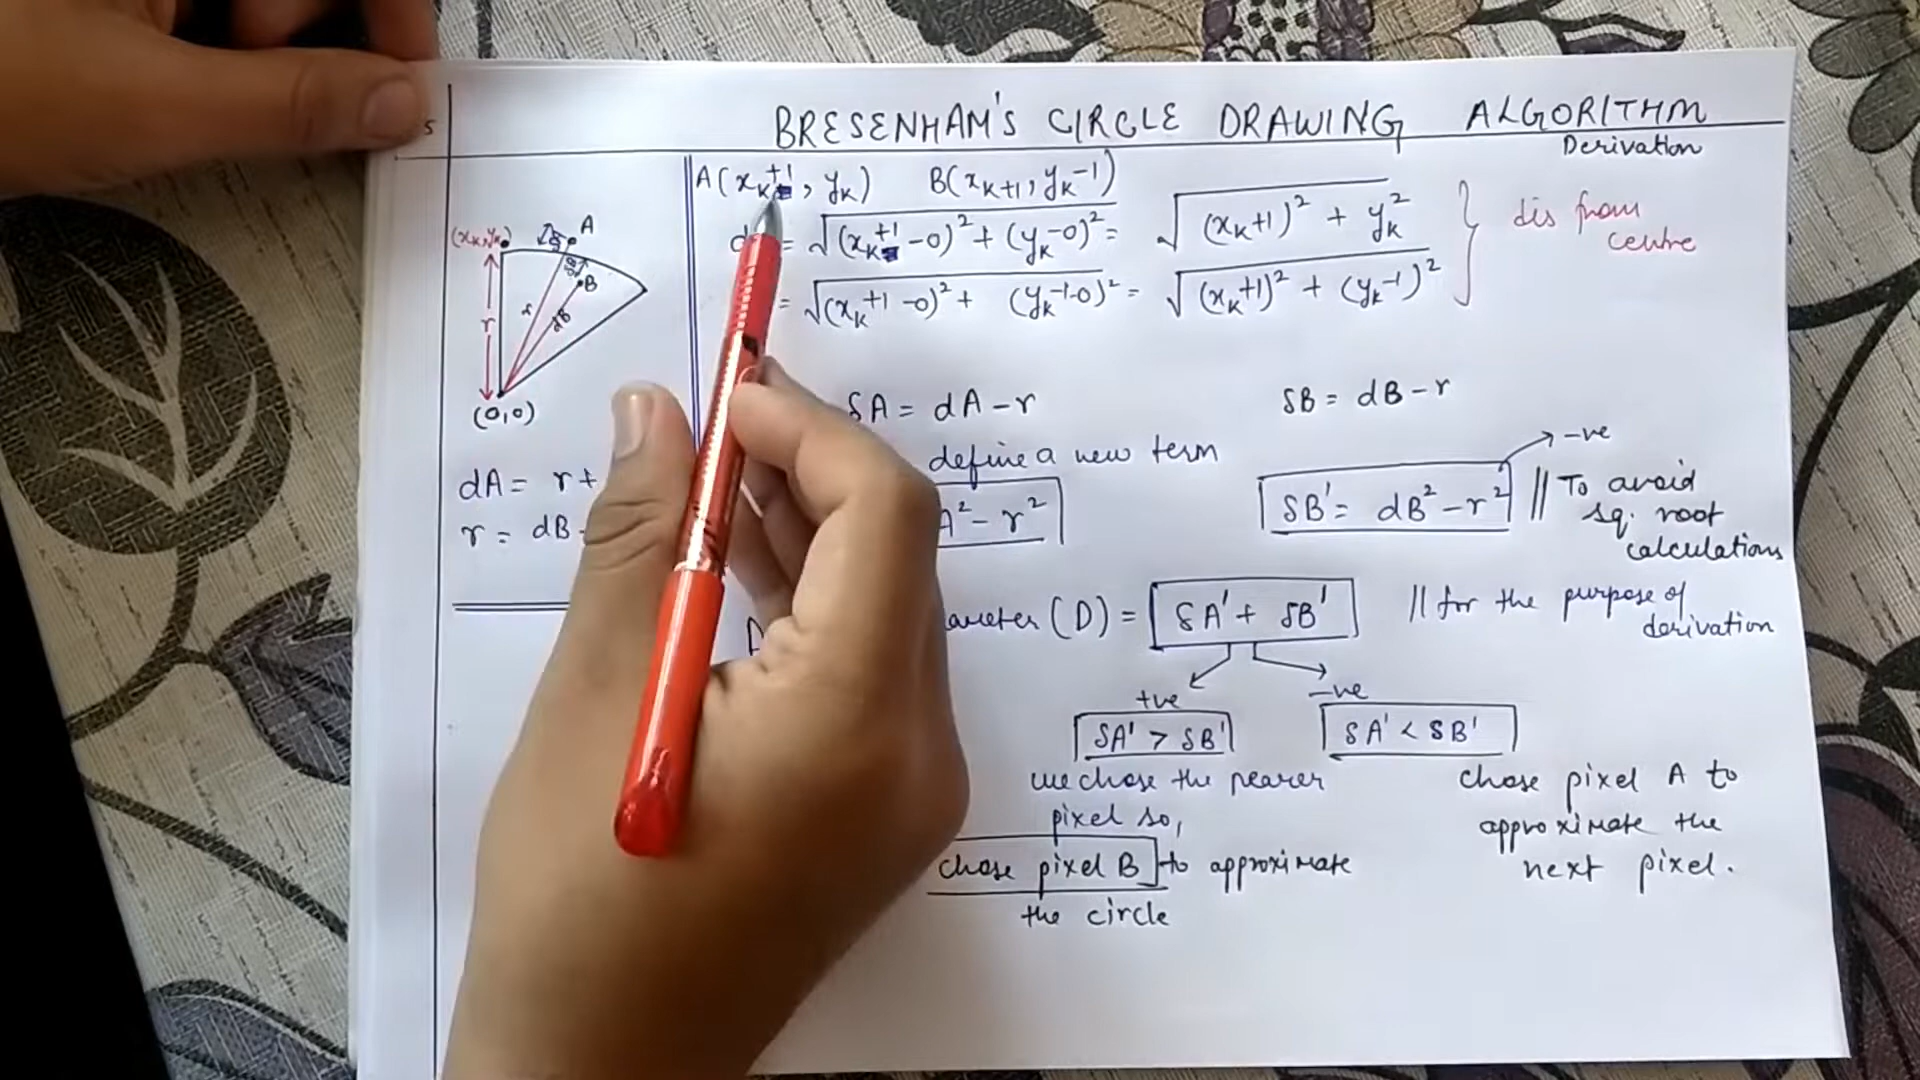 BRESENHAM'S CIRCLE DRAWING ALGORITHM
Derivation
5
A(xₖ+1, yₖ) B(xₖ+1, yₖ-1)
d = √(xₖ+1 -0)² + (yₖ-0)² = √(xₖ+1)² + yₖ²
= √(xₖ+1 -0)² + (yₖ-1-0)² = √(xₖ+1)² + (yₖ-1)²
dis from
centre
(xₖ, yₖ)
A
B
r
r
dB
(0,0)
dA = r +
r = dB
δA = dA - r δB = dB - r
define a new term
A² - r²
δB' = dB² - r²
-ve
// To avoid
sq. root
calculations
(D) = δA' + δB' // for the purpose of
derivation
+ve -ve
δA' > δB' δA' < δB'
we chose the nearer
pixel so,
chose pixel B to approximate
the circle
chose pixel A to
approximate the
next pixel.